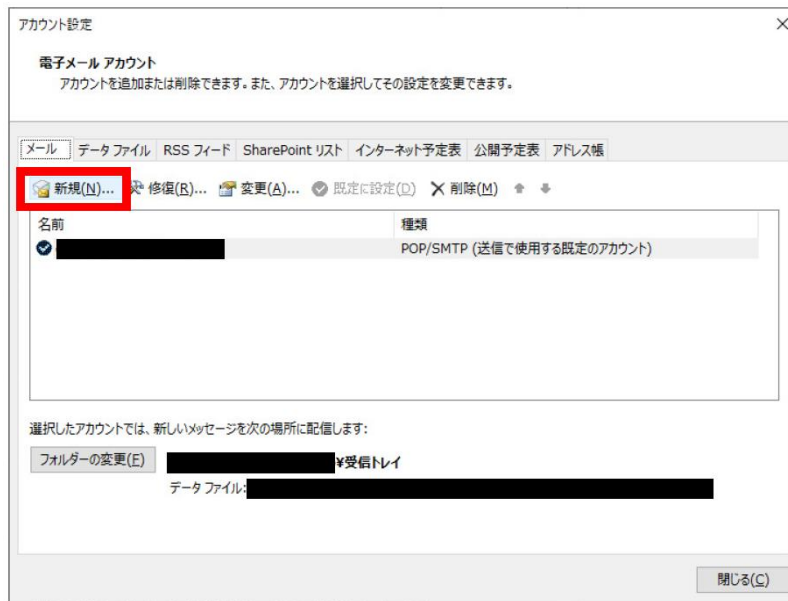 アカウント設定
電子メール アカウント
アカウントを追加または削除できます。また、アカウントを選択してその設定を変更できます。
メール データ ファイル RSS フィード SharePoint リスト インターネット予定表 公開予定表 アドレス帳
新規(N)... 修復(R)... 変更(A)... 既定に設定(D) 削除(M)
名前 種類
POP/SMTP (送信で使用する既定のアカウント)
選択したアカウントでは、新しいメッセージを次の場所に配信します:
フォルダーの変更(F) ¥受信トレイ
データ ファイル:
閉じる(C)